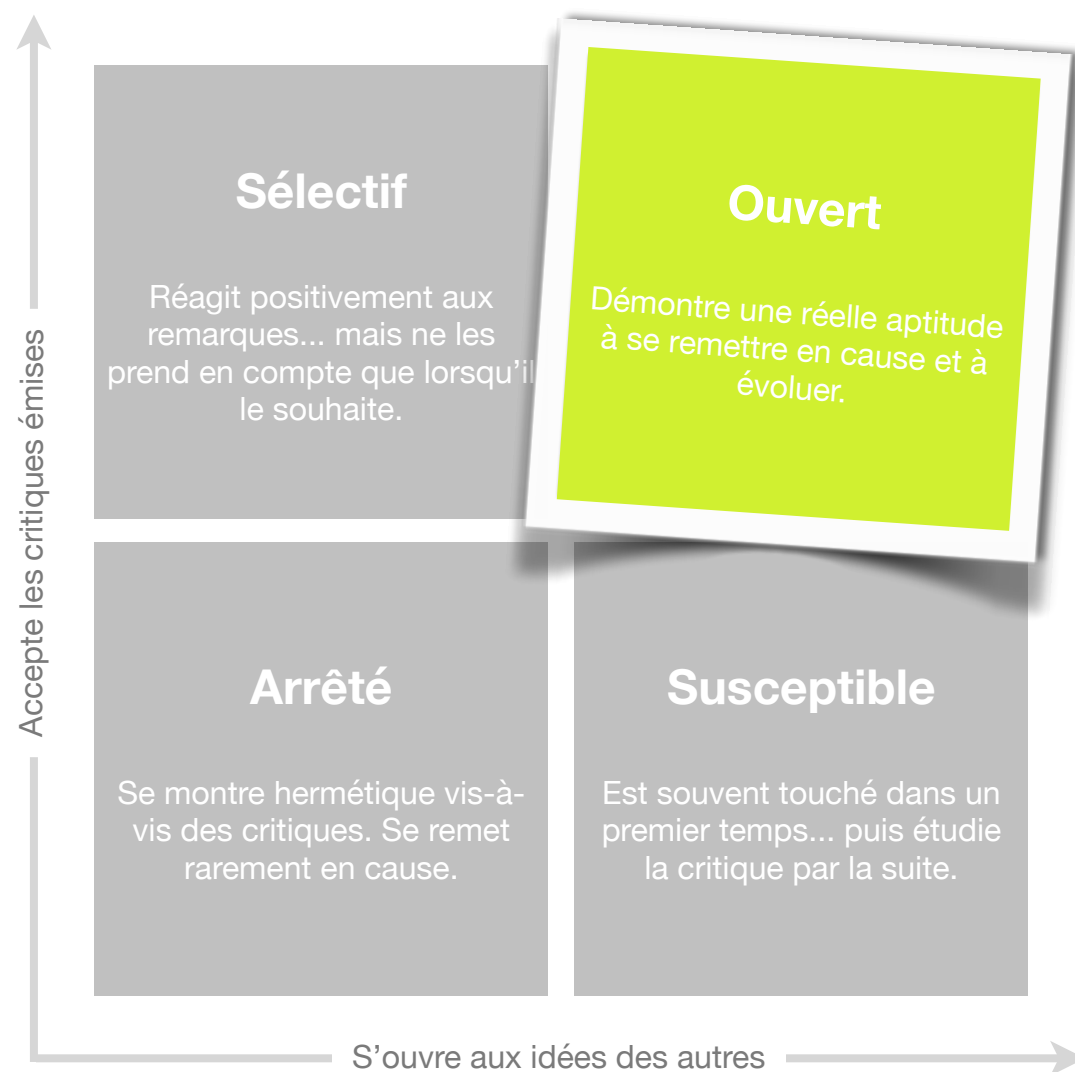 Accepte les critiques émises
Sélectif
Réagit positivement aux
remarques... mais ne les
prend en compte que lorsqu'il
le souhaite.
Ouvert
Démontre une réelle aptitude
à se remettre en cause et à
évoluer.
Arrêté
Se montre hermétique vis-à-
vis des critiques. Se remet
rarement en cause.
Susceptible
Est souvent touché dans un
premier temps... puis étudie
la critique par la suite.
S’ouvre aux idées des autres